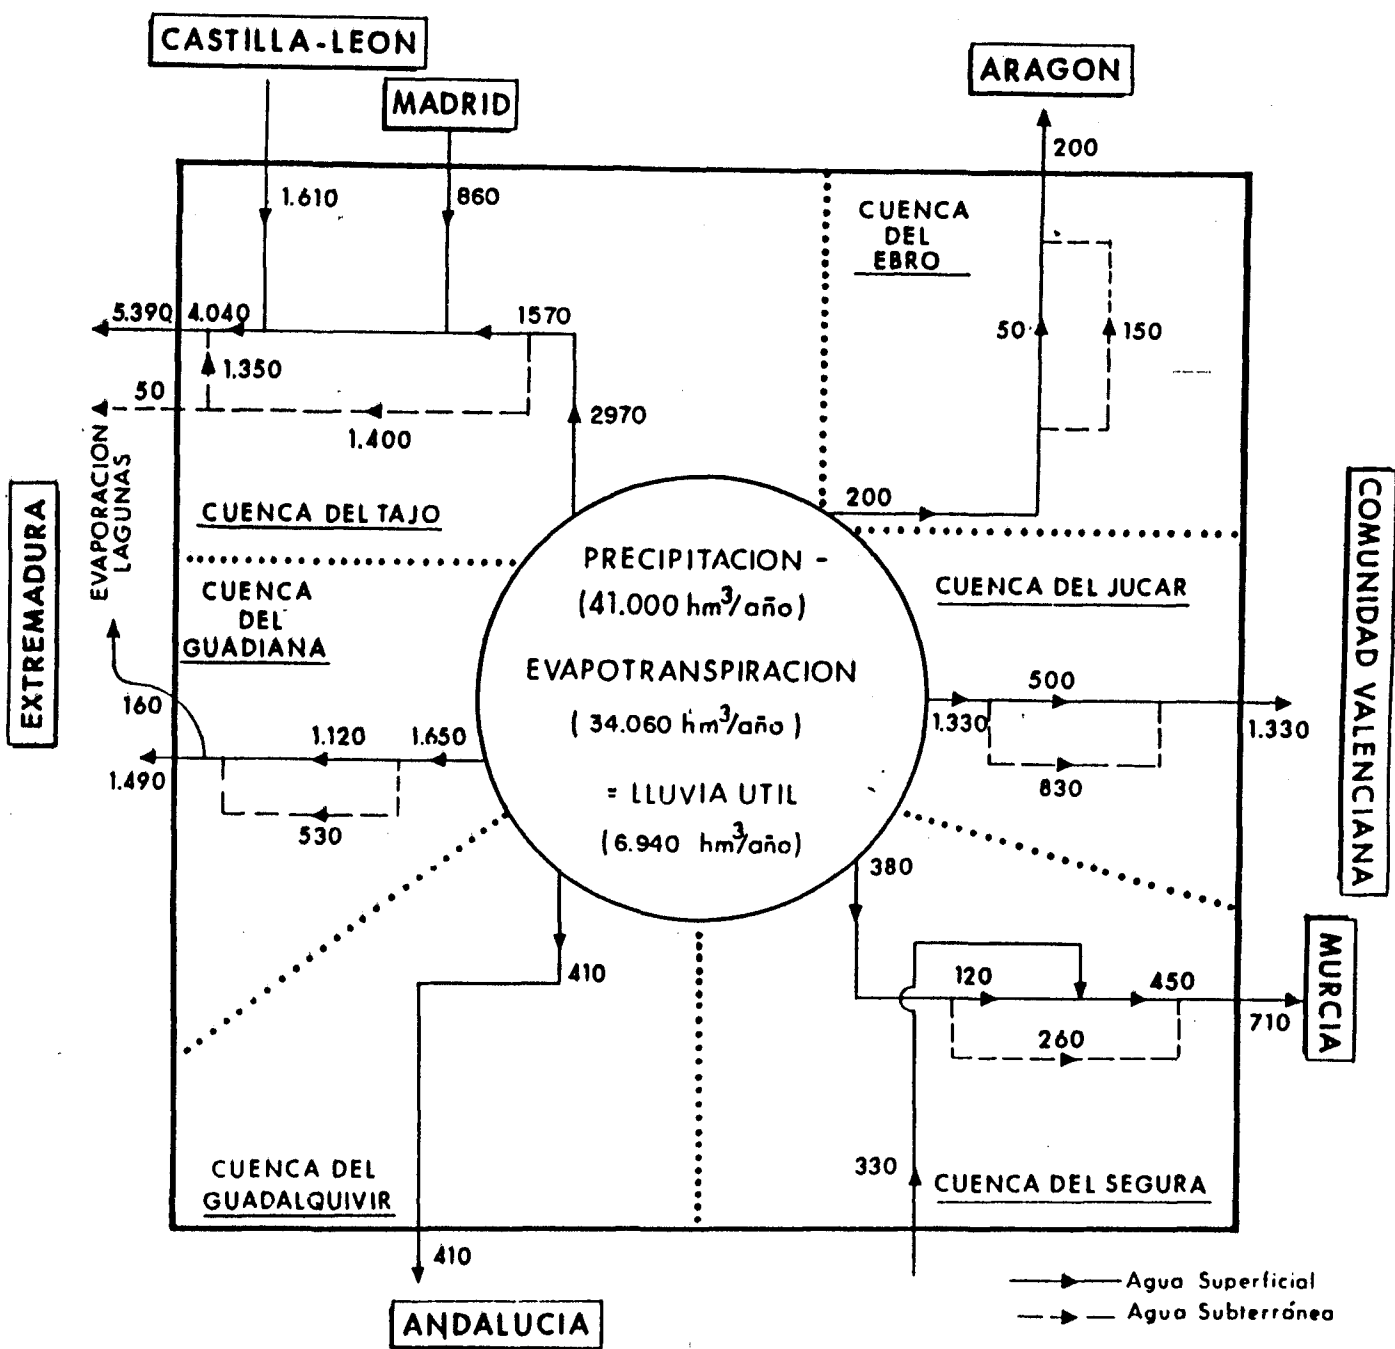 CASTILLA-LEON
MADRID
ARAGON
200
1.610
860
CUENCA
DEL
EBRO
5.390
4.040
1570
50
150
1.350
50
1.400
2970
EVAPORACION
LAGUNAS
CUENCA DEL TAJO
200
EXTREMADURA
COMUNIDAD VALENCIANA
CUENCA
DEL
GUADIANA
PRECIPITACION -
(41.000 hm³/año)
EVAPOTRANSPIRACION
(34.060 hm³/año)
= LLUVIA UTIL
(6.940 hm³/año)
CUENCA DEL JUCAR
160
1.490
1.120
1.650
530
500
1.330
1.330
830
380
410
120
450
260
710
MURCIA
CUENCA DEL
GUADALQUIVIR
330
CUENCA DEL SEGURA
410
ANDALUCIA
Agua Superficial
Agua Subterránea